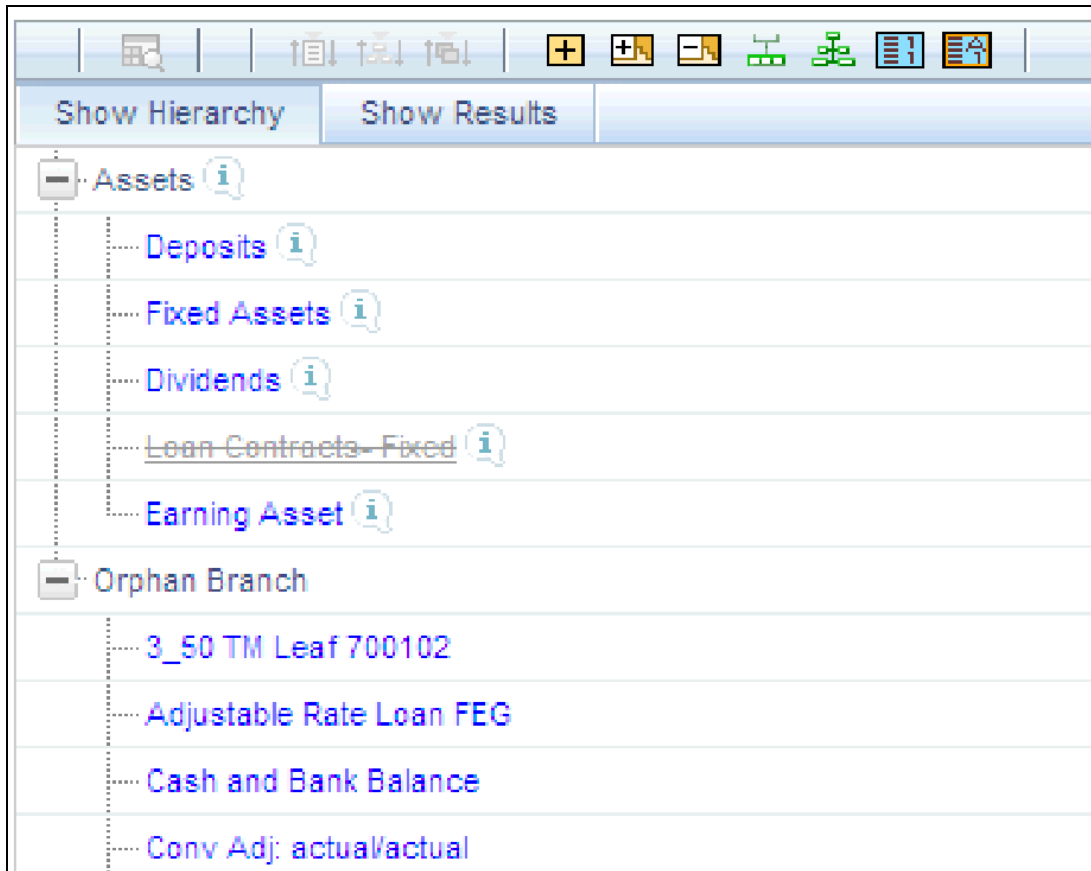 Show Hierarchy Show Results
Assets
Deposits
Fixed Assets
Dividends
Loan Contracts- Fixed
Earning Asset
Orphan Branch
3_50 TM Leaf 700102
Adjustable Rate Loan FEG
Cash and Bank Balance
Conv Adj: actual/actual